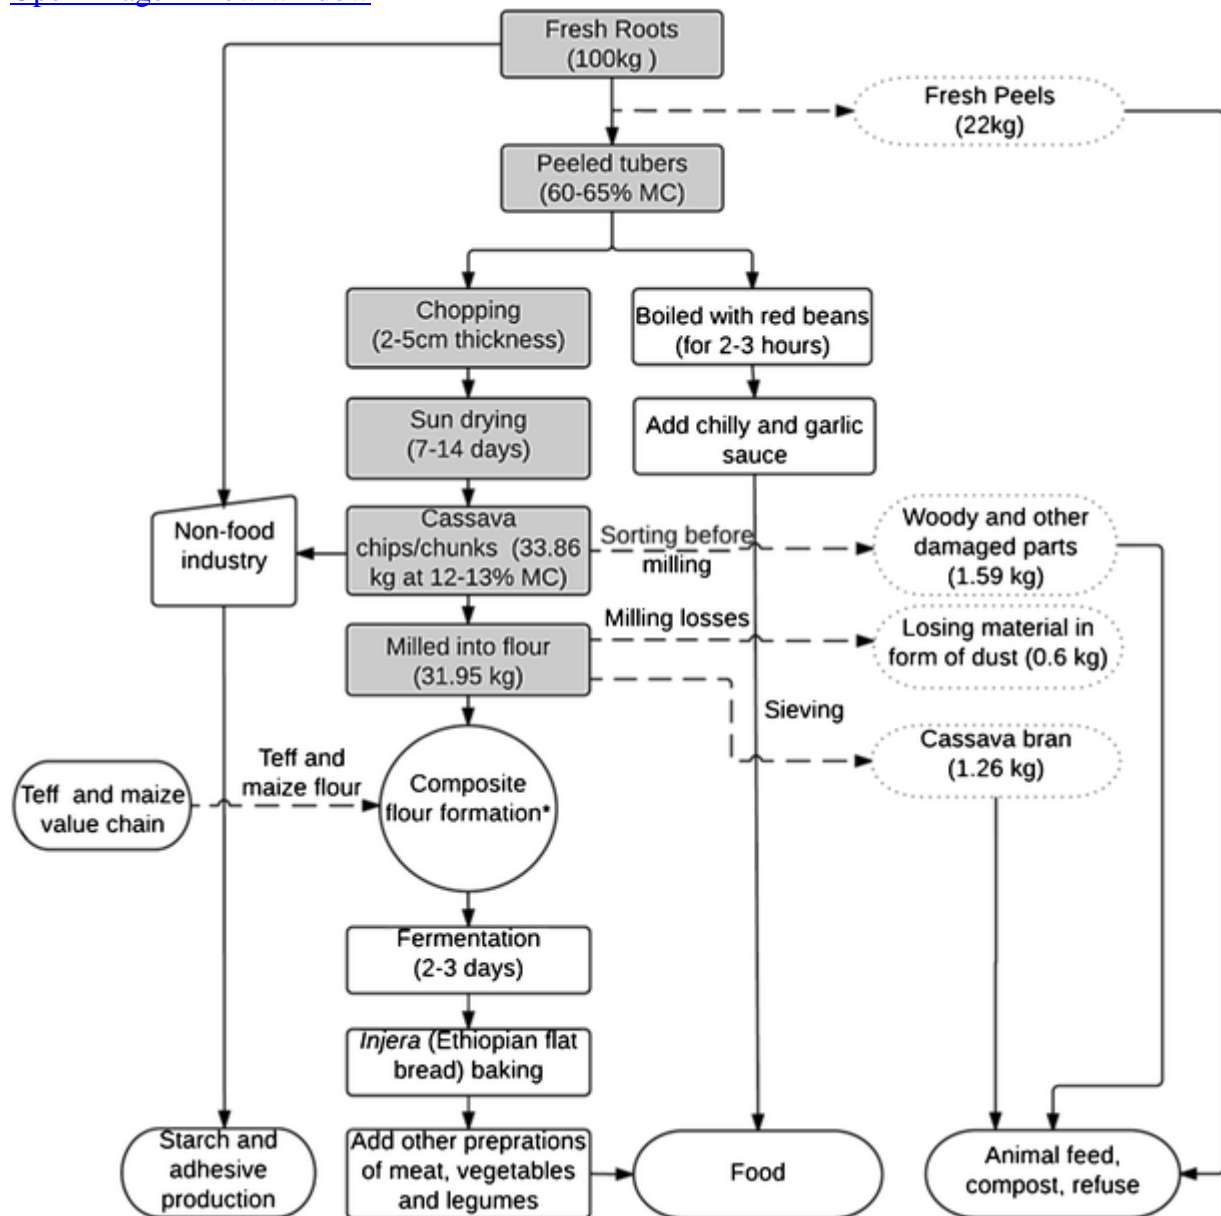 Fresh Roots
(100kg )
Fresh Peels
(22kg)
Peeled tubers
(60-65% MC)
Chopping
(2-5cm thickness)
Boiled with red beans
(for 2-3 hours)
Sun drying
(7-14 days)
Add chilly and garlic
sauce
Non-food
industry
Cassava
chips/chunks (33.86
kg at 12-13% MC)
Sorting before
milling
Woody and other
damaged parts
(1.59 kg)
Milled into flour
(31.95 kg)
Milling losses
Losing material in
form of dust (0.6 kg)
Sieving
Cassava bran
(1.26 kg)
Teff and maize
value chain
Teff and
maize flour
Composite
flour formation*
Fermentation
(2-3 days)
Injera (Ethiopian flat
bread) baking
Starch and
adhesive
production
Add other preprations
of meat, vegetables
and legumes
Food
Animal feed,
compost, refuse